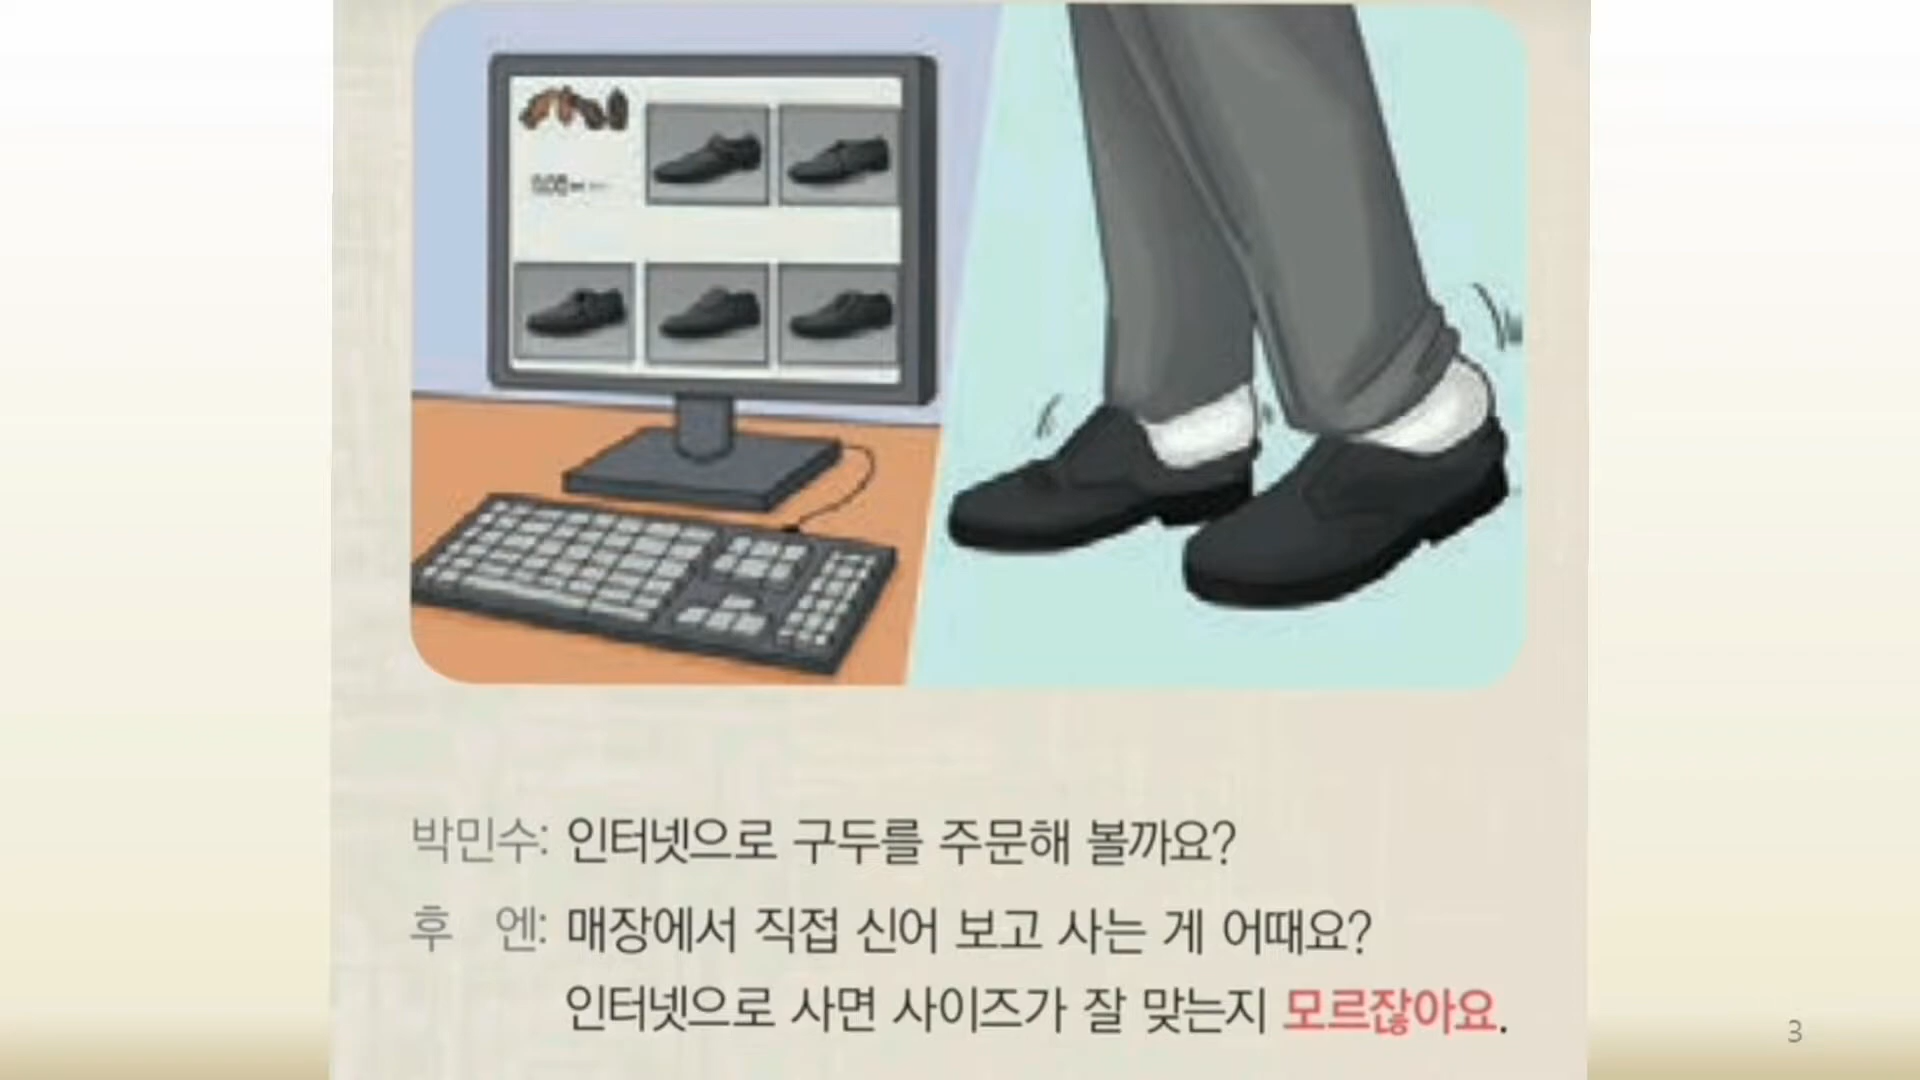 박민수: 인터넷으로 구두를 주문해 볼까요?
후 엔: 매장에서 직접 신어 보고 사는 게 어때요?
인터넷으로 사면 사이즈가 잘 맞는지 모르잖아요.
3